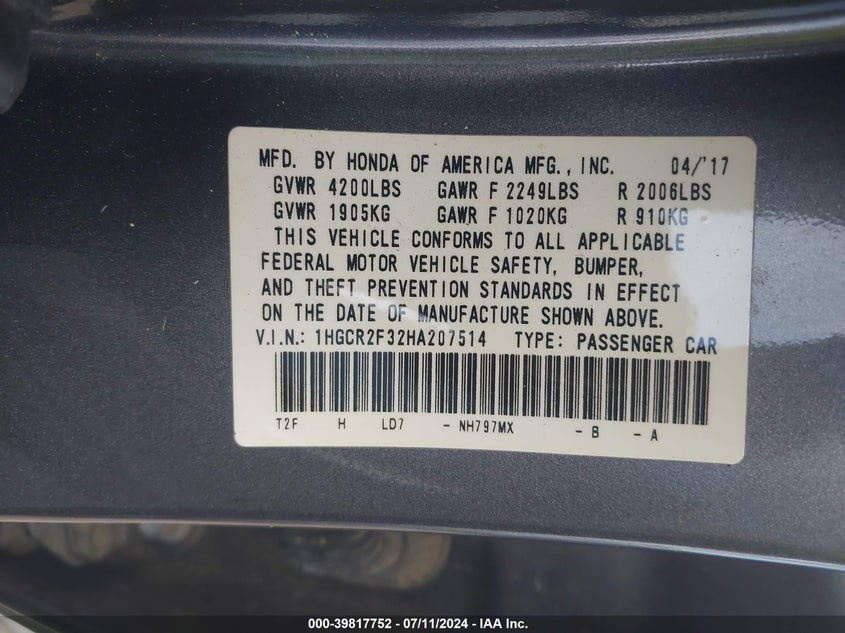 MFD. BY HONDA OF AMERICA MFG., INC. 04/'17
GVWR 4200LBS GAWR F 2249LBS R 2006LBS
GVWR 1905KG GAWR F 1020KG R 910KG
THIS VEHICLE CONFORMS TO ALL APPLICABLE
FEDERAL MOTOR VEHICLE SAFETY, BUMPER,
AND THEFT PREVENTION STANDARDS IN EFFECT
ON THE DATE OF MANUFACTURE SHOWN ABOVE.
V.I.N.: 1HGCR2F32HA207514 TYPE: PASSENGER CAR
T2F H LD7 - NH797MX - B - A
000-39817752 / 07/11/2024 - IAA Inc.